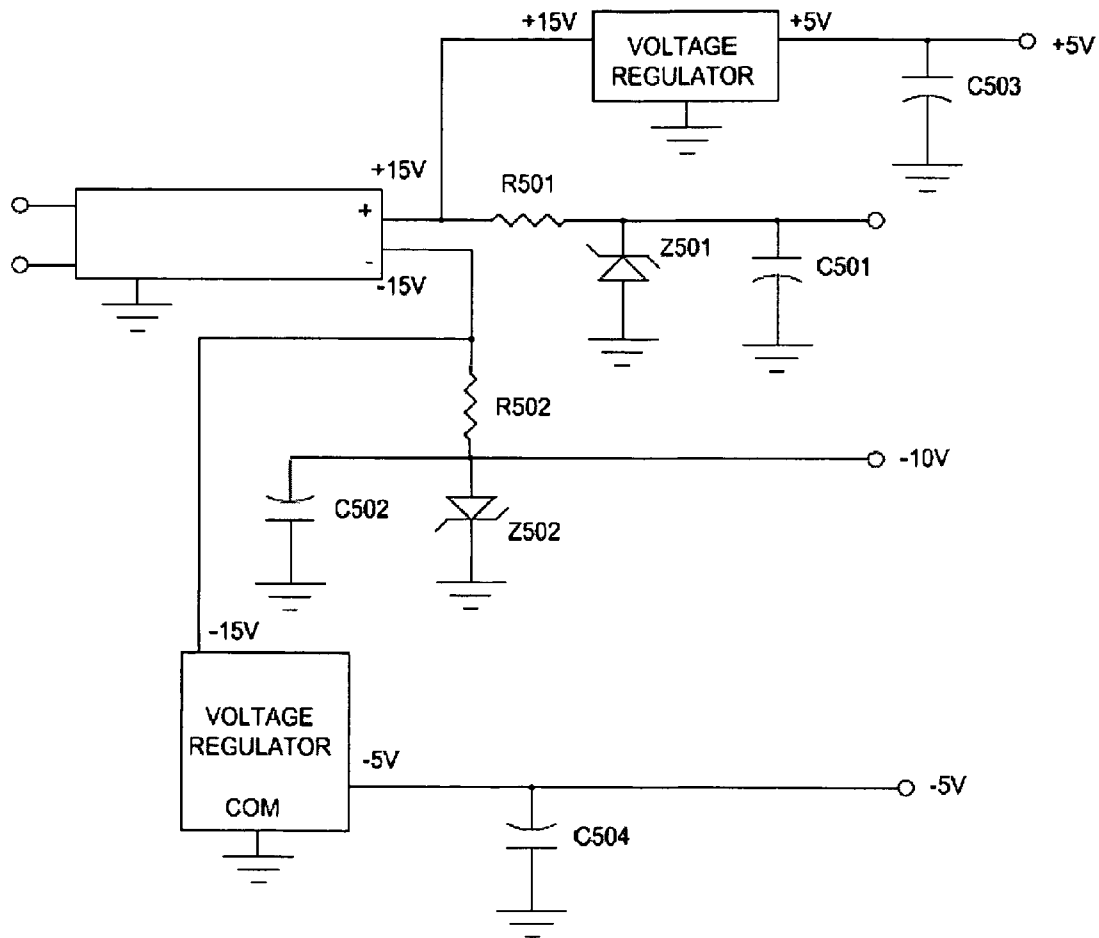 +15V
+5V
VOLTAGE
REGULATOR
+5V
C503
+15V
R501
+
-
-15V
Z501
C501
R502
-10V
C502
Z502
-15V
VOLTAGE
REGULATOR
-5V
COM
-5V
C504